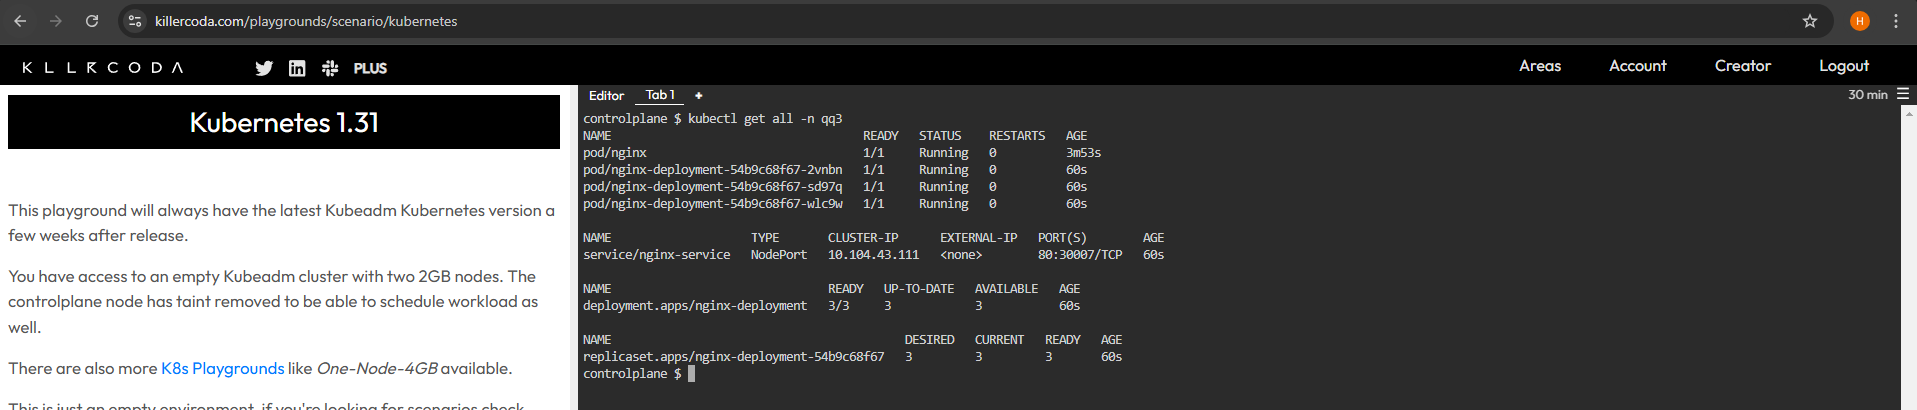 killercoda.com/playgrounds/scenario/kubernetes
H
KLLRCODA
PLUS
Areas Account Creator Logout
Kubernetes 1.31
This playground will always have the latest Kubeadm Kubernetes version a
few weeks after release.
You have access to an empty Kubeadm cluster with two 2GB nodes. The
controlplane node has taint removed to be able to schedule workload as
well.
There are also more K8s Playgrounds like One-Node-4GB available.
This is just an empty environment, if you're looking for scenarios check
Editor Tab 1 +
30 min
controlplane $ kubectl get all -n qq3
NAME READY STATUS RESTARTS AGE
pod/nginx 1/1 Running 0 3m53s
pod/nginx-deployment-54b9c68f67-2vnbn 1/1 Running 0 60s
pod/nginx-deployment-54b9c68f67-sd97q 1/1 Running 0 60s
pod/nginx-deployment-54b9c68f67-wlc9w 1/1 Running 0 60s
NAME TYPE CLUSTER-IP EXTERNAL-IP PORT(S) AGE
service/nginx-service NodePort 10.104.43.111 <none> 80:30007/TCP 60s
NAME READY UP-TO-DATE AVAILABLE AGE
deployment.apps/nginx-deployment 3/3 3 3 60s
NAME DESIRED CURRENT READY AGE
replicaset.apps/nginx-deployment-54b9c68f67 3 3 3 60s
controlplane $